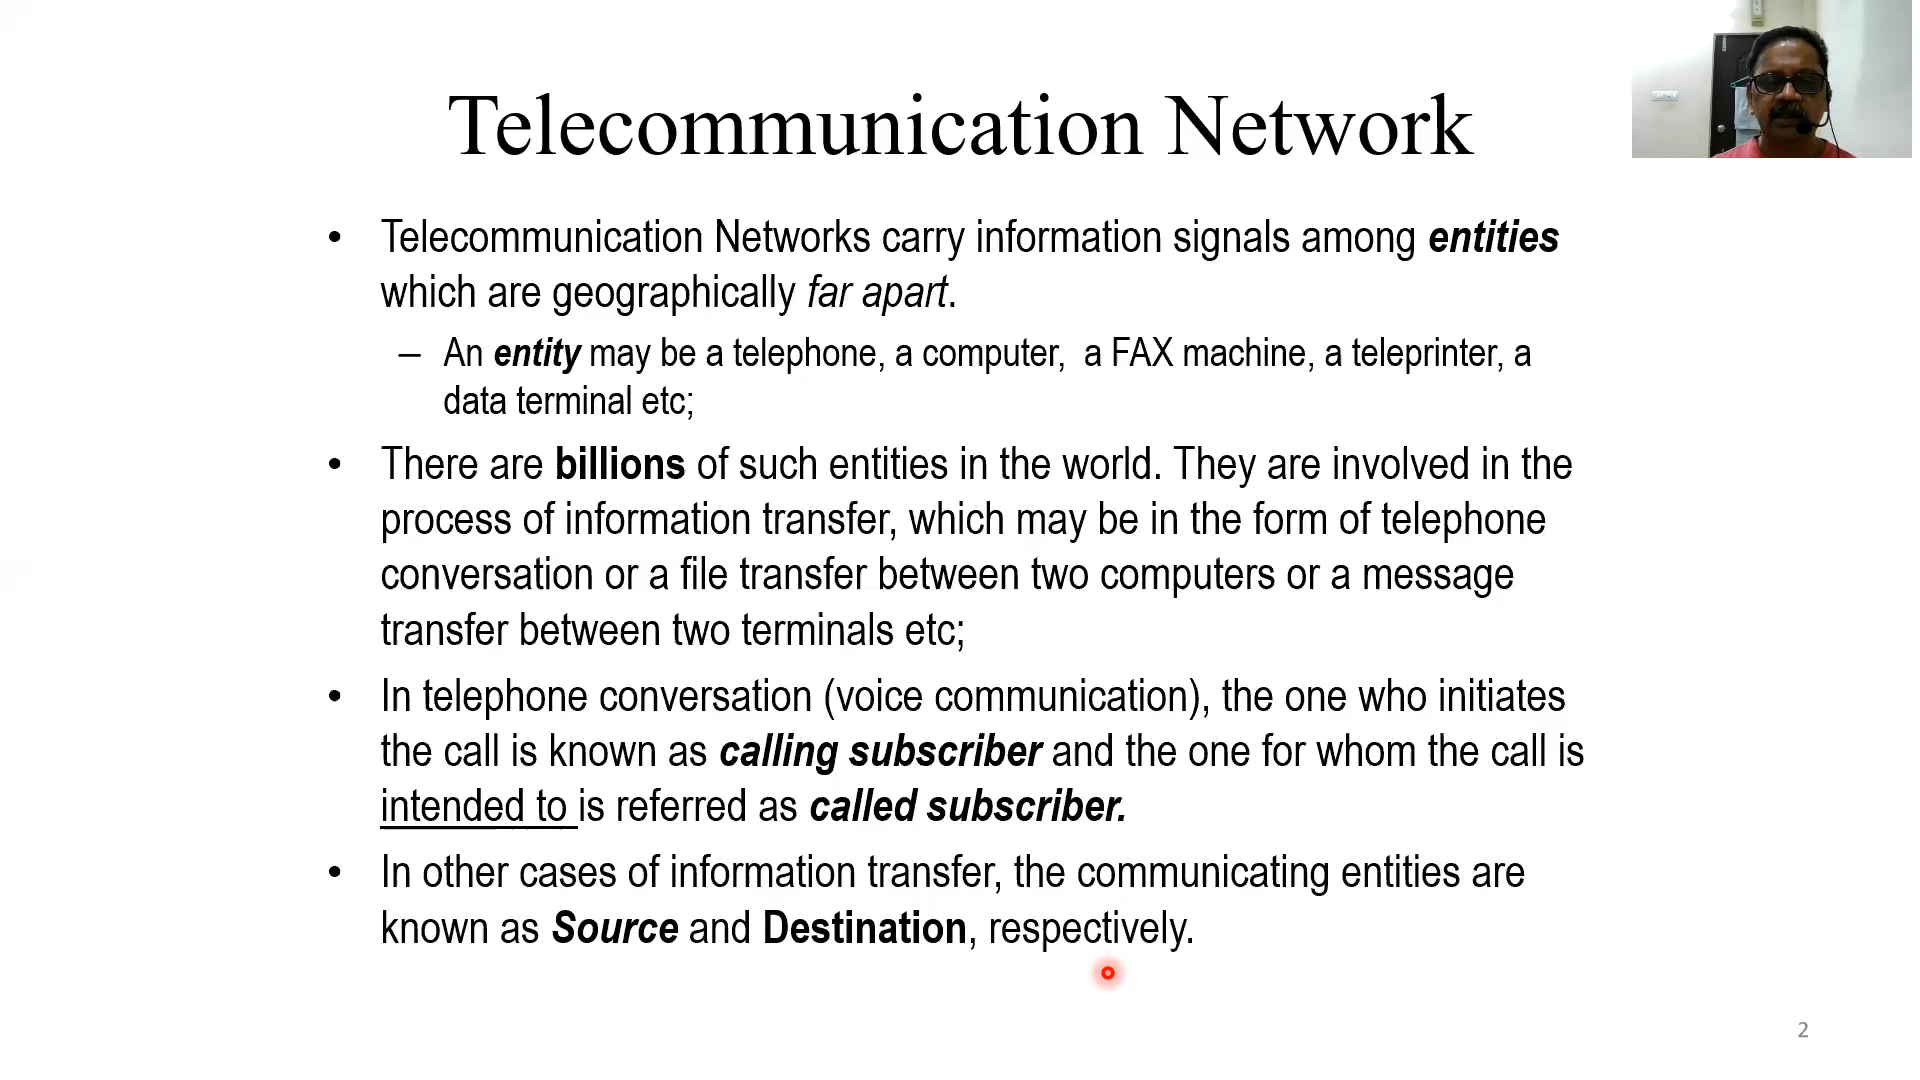 Telecommunication Network
• Telecommunication Networks carry information signals among entities
which are geographically far apart.
– An entity may be a telephone, a computer,  a FAX machine, a teleprinter, a
data terminal etc;
• There are billions of such entities in the world. They are involved in the
process of information transfer, which may be in the form of telephone
conversation or a file transfer between two computers or a message
transfer between two terminals etc;
• In telephone conversation (voice communication), the one who initiates
the call is known as calling subscriber and the one for whom the call is
intended to is referred as called subscriber.
• In other cases of information transfer, the communicating entities are
known as Source and Destination, respectively.
2